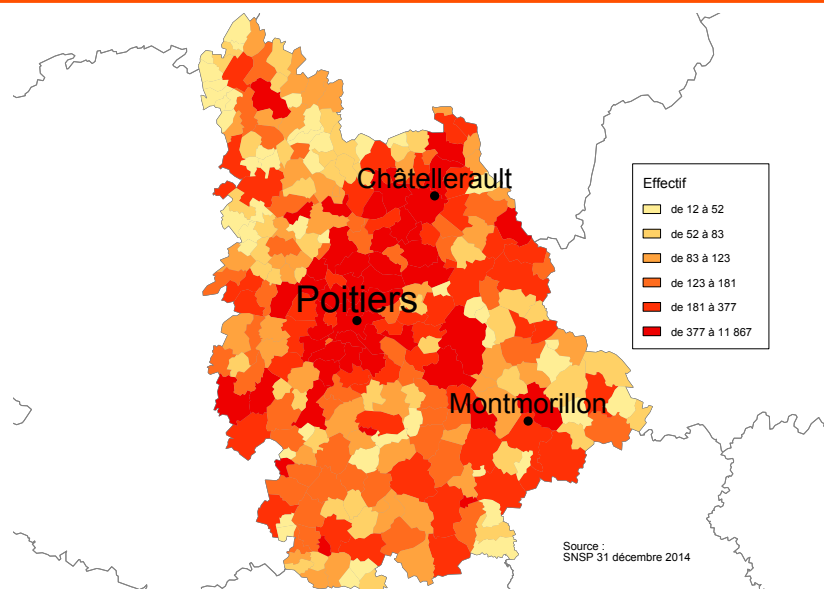 Châtellerault
Effectif
de 12 à 52
de 52 à 83
de 83 à 123
de 123 à 181
de 181 à 377
de 377 à 11 867
Poitiers
Montmorillon
Source :
SNSP 31 décembre 2014